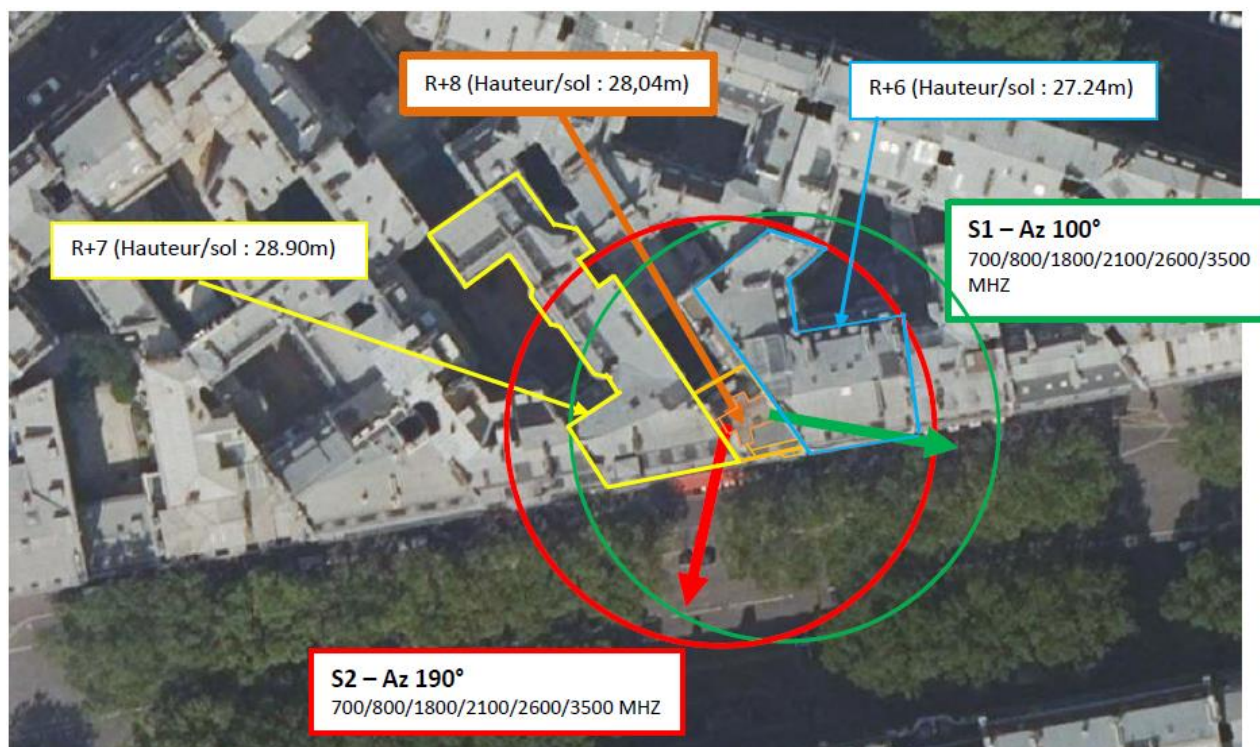 R+8 (Hauteur/sol : 28,04m)
R+6 (Hauteur/sol : 27.24m)
R+7 (Hauteur/sol : 28.90m)
S1 – Az 100°
700/800/1800/2100/2600/3500
MHZ
S2 – Az 190°
700/800/1800/2100/2600/3500 MHZ